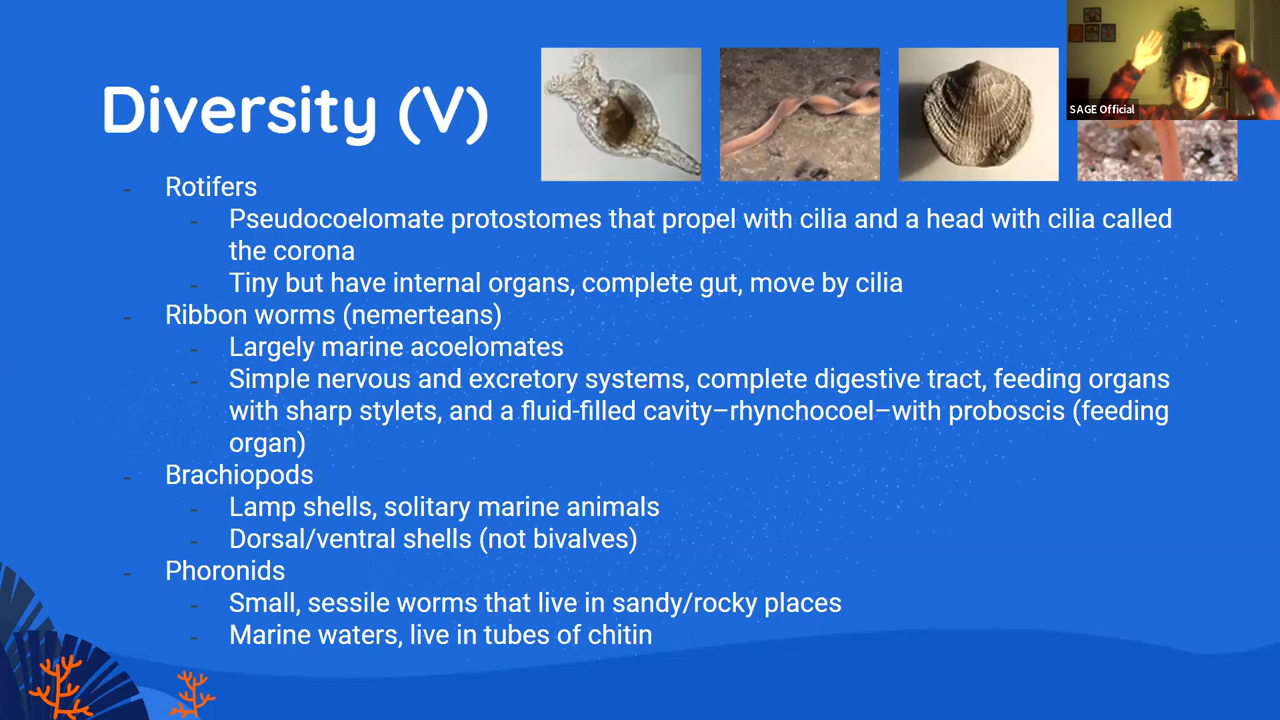 Diversity (V)
SAGE Official
- Rotifers
- Pseudocoelomate protostomes that propel with cilia and a head with cilia called
the corona
- Tiny but have internal organs, complete gut, move by cilia
- Ribbon worms (nemerteans)
- Largely marine acoelomates
- Simple nervous and excretory systems, complete digestive tract, feeding organs
with sharp stylets, and a fluid-filled cavity–rhynchocoel–with proboscis (feeding
organ)
- Brachiopods
- Lamp shells, solitary marine animals
- Dorsal/ventral shells (not bivalves)
- Phoronids
- Small, sessile worms that live in sandy/rocky places
- Marine waters, live in tubes of chitin